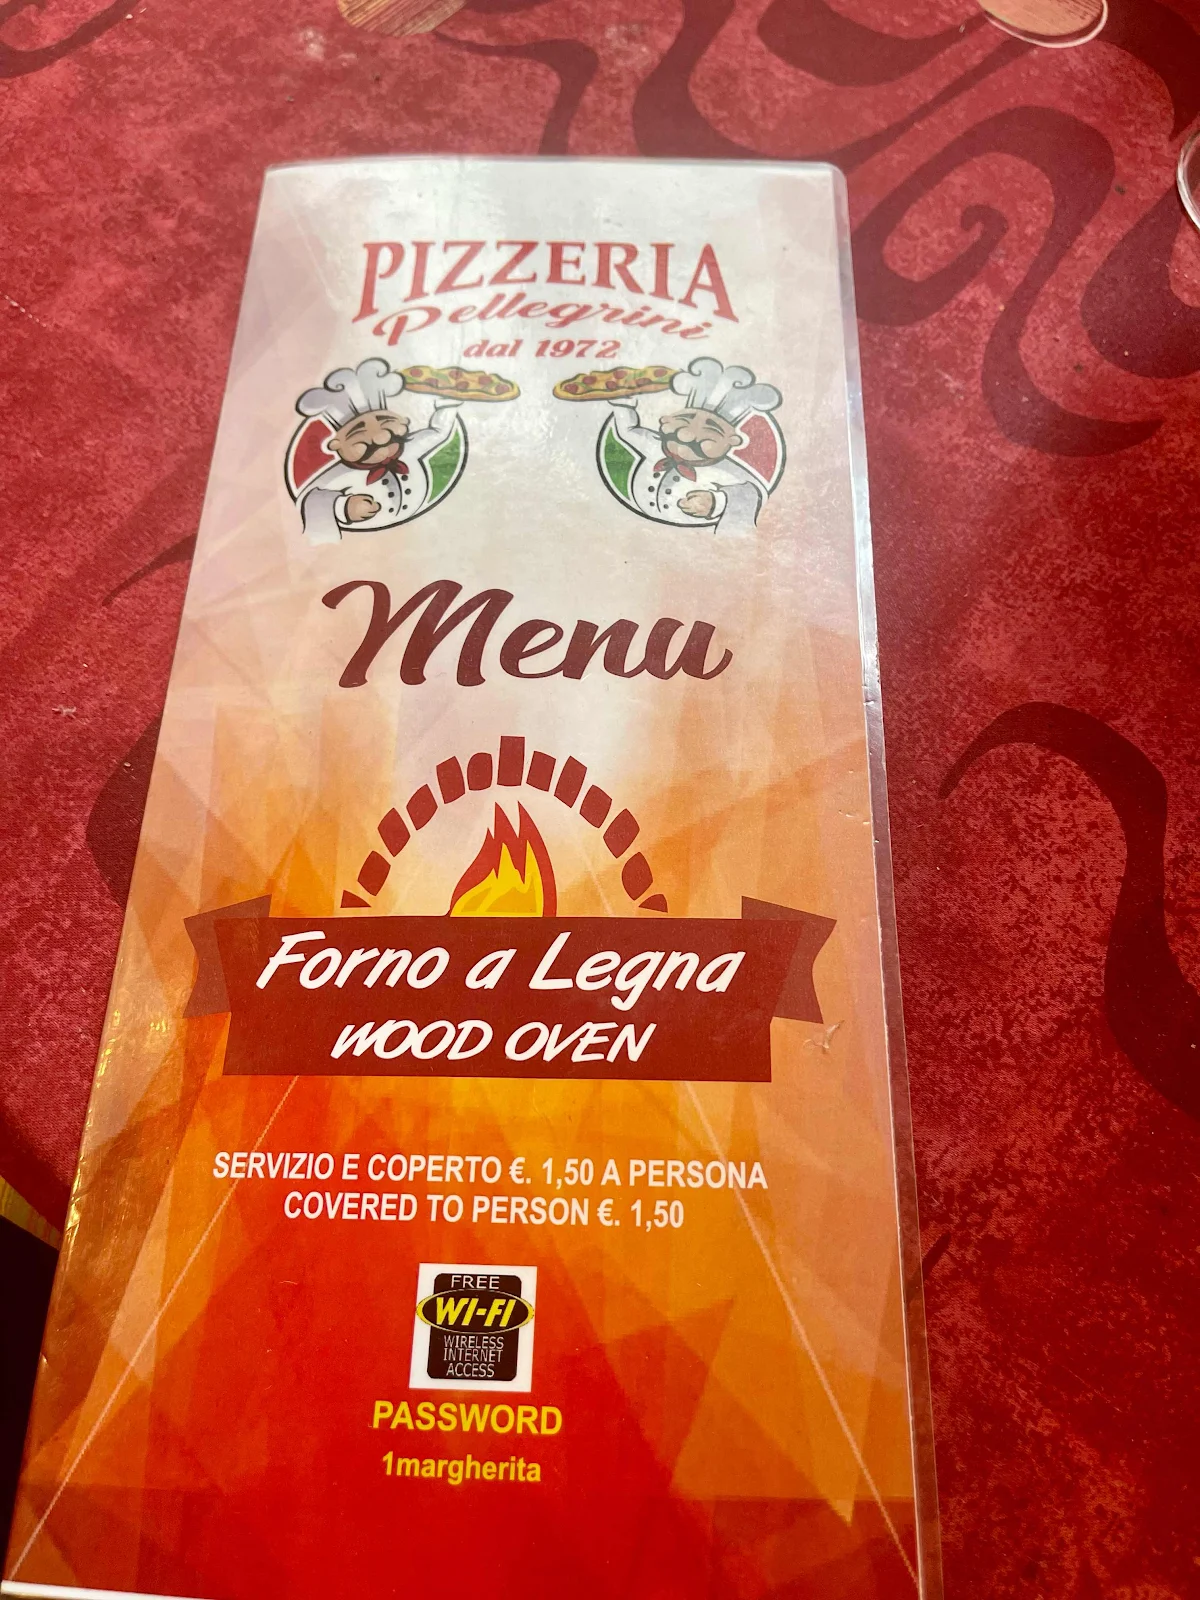 PIZZERIA
Pellegrini
dal 1972
Menu
Forno a Legna
WOOD OVEN
SERVIZIO E COPERTO €. 1,50 A PERSONA
COVERED TO PERSON €. 1,50
FREE
WI-FI
WIRELESS
INTERNET
ACCESS
PASSWORD
1margherita